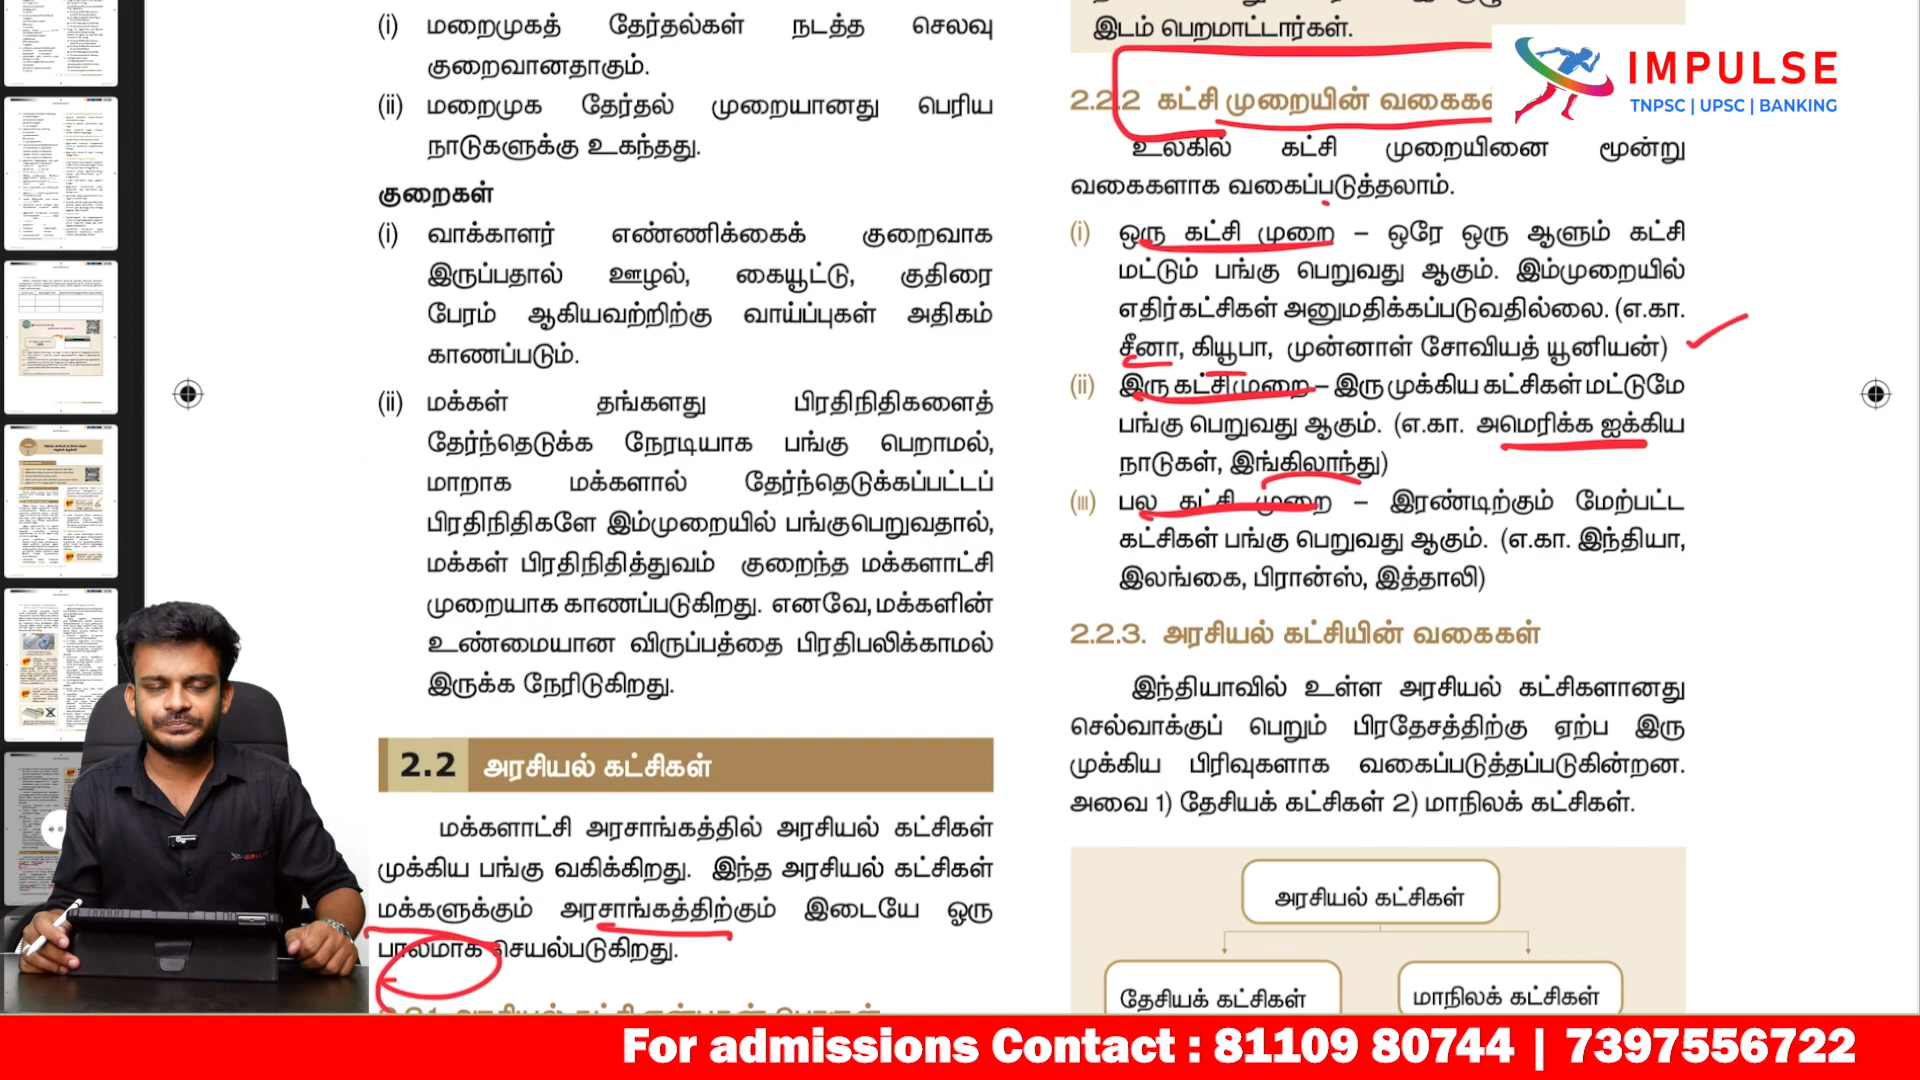 (i) மறைமுகத் தேர்தல்கள் நடத்த செலவு
குறைவானதாகும்.
(ii) மறைமுக தேர்தல் முறையானது பெரிய
நாடுகளுக்கு உகந்தது.
குறைகள்
(i) வாக்காளர் எண்ணிக்கைக் குறைவாக
இருப்பதால் ஊழல், கையூட்டு, குதிரை
பேரம் ஆகியவற்றிற்கு வாய்ப்புகள் அதிகம்
காணப்படும்.
(ii) மக்கள் தங்களது பிரதிநிதிகளைத்
தேர்ந்தெடுக்க நேரடியாக பங்கு பெறாமல்,
மாறாக மக்களால் தேர்ந்தெடுக்கப்பட்டப்
பிரதிநிதிகளே இம்முறையில் பங்குபெறுவதால்,
மக்கள் பிரதிநிதித்துவம் குறைந்த மக்களாட்சி
முறையாக காணப்படுகிறது. எனவே, மக்களின்
உண்மையான விருப்பத்தை பிரதிபலிக்காமல்
இருக்க நேரிடுகிறது.
2.2 அரசியல் கட்சிகள்
மக்களாட்சி அரசாங்கத்தில் அரசியல் கட்சிகள்
முக்கிய பங்கு வகிக்கிறது. இந்த அரசியல் கட்சிகள்
மக்களுக்கும் அரசாங்கத்திற்கும் இடையே ஓரு
பாலமாக செயல்படுகிறது.
இடம் பெறமாட்டார்கள்.
2.2.2 கட்சி முறையின் வகைகள்
உலகில் கட்சி முறையினை மூன்று
வகைகளாக வகைப்படுத்தலாம்.
(i) ஒரு கட்சி முறை – ஒரே ஒரு ஆளும் கட்சி
மட்டும் பங்கு பெறுவது ஆகும். இம்முறையில்
எதிர்கட்சிகள் அனுமதிக்கப்படுவதில்லை. (எ.கா.
சீனா, கியூபா, முன்னாள் சோவியத் யூனியன்)
(ii) இரு கட்சி முறை – இரு முக்கிய கட்சிகள் மட்டுமே
பங்கு பெறுவது ஆகும். (எ.கா. அமெரிக்க ஐக்கிய
நாடுகள், இங்கிலாந்து)
(iii) பல கட்சி முறை – இரண்டிற்கும் மேற்பட்ட
கட்சிகள் பங்கு பெறுவது ஆகும். (எ.கா. இந்தியா,
இலங்கை, பிரான்ஸ், இத்தாலி)
2.2.3. அரசியல் கட்சியின் வகைகள்
இந்தியாவில் உள்ள அரசியல் கட்சிகளானது
செல்வாக்குப் பெறும் பிரதேசத்திற்கு ஏற்ப இரு
முக்கிய பிரிவுகளாக வகைப்படுத்தப்படுகின்றன.
அவை 1) தேசியக் கட்சிகள் 2) மாநிலக் கட்சிகள்.
அரசியல் கட்சிகள்
தேசியக் கட்சிகள்
மாநிலக் கட்சிகள்
IMPULSE
TNPSC | UPSC | BANKING
For admissions Contact : 81109 80744 | 7397556722